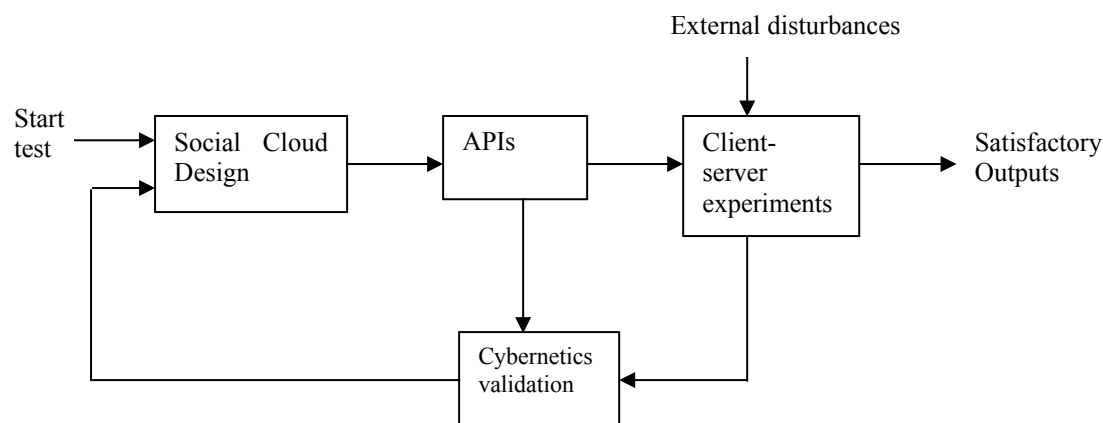 External disturbances
Start
test
Social Cloud
Design
APIs
Client-
server
experiments
Satisfactory
Outputs
Cybernetics
validation